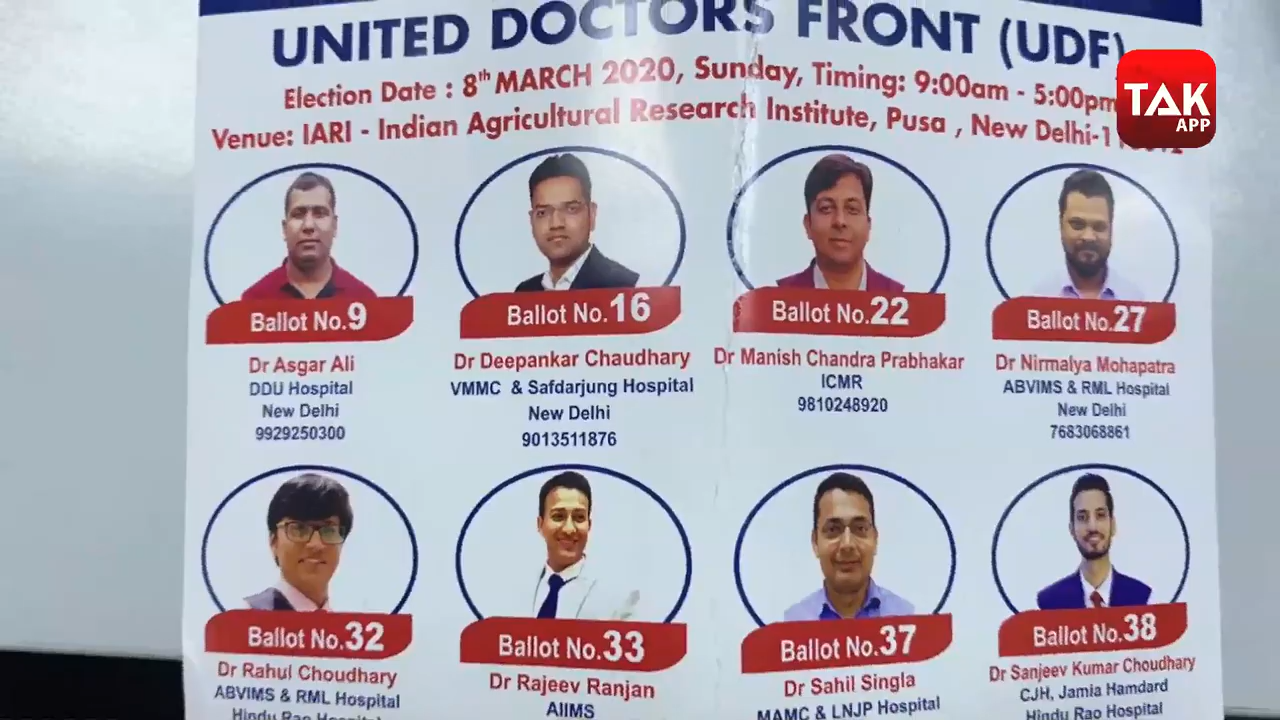 UNITED DOCTORS FRONT (UDF)
Election Date : 8th MARCH 2020, Sunday, Timing: 9:00am - 5:00pm
Venue: IARI - Indian Agricultural Research Institute, Pusa , New Delhi-
TAK
APP
Ballot No.9
Ballot No.16
Ballot No.22
Ballot No.27
Dr Asgar Ali
DDU Hospital
New Delhi
9929250300
Dr Deepankar Chaudhary
VMMC & Safdarjung Hospital
New Delhi
9013511876
Dr Manish Chandra Prabhakar
ICMR
9810248920
Dr Nirmalya Mohapatra
ABVIMS & RML Hospital
New Delhi
7683068861
Ballot No.32
Ballot No.33
Ballot No.37
Ballot No.38
Dr Rahul Choudhary
ABVIMS & RML Hospital
Hindu Rao Hospital
Dr Rajeev Ranjan
AIIMS
Dr Sahil Singla
MAMC & LNJP Hospital
Dr Sanjeev Kumar Choudhary
CJH, Jamia Hamdard
Hindu Rao Hospital